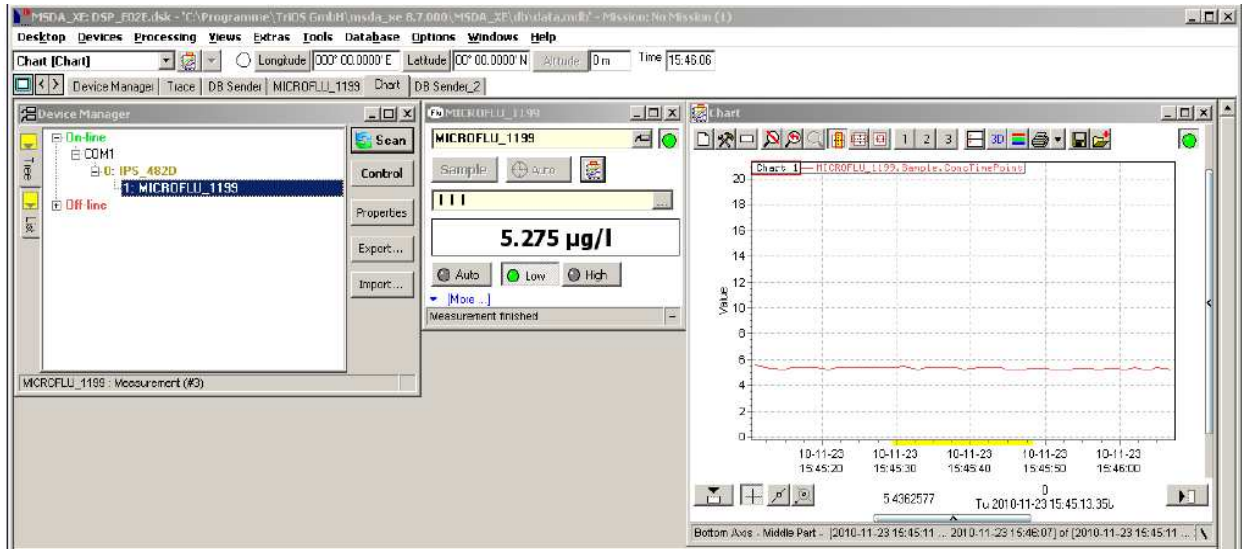 MSDA_XE: DSP_E02E.dsk - 'C:\Programme\TriOS GmbH\msda_xe 8.7.000\MSDA_XE\db\data.mdb' - Mission: No Mission (1)
Desktop Devices Processing Views Extras Tools Database Options Windows Help
Chart [Chart] Longitude 000° 00.0000' E Latitude 00° 00.0000' N Altitude 0 m Time 15:46:06
Device Manager Trace DB Sender MICROFLU_1199 Chart DB Sender_2
Device Manager
On-line
COM1
0: IPS_482D
1: MICROFLU_1199
Off-line
Tree
List
Scan
Control
Properties
Export...
Import...
MICROFLU_1199 : Measurement (#3)
MICROFLU_1199
MICROFLU_1199
Sample Auto
...
5.275 µg/l
Auto Low High
[More ...]
Measurement finished
Chart
1 2 3 3D
Chart 1 MICROFLU_1199.Sample.ConcTimePoint
Value
20
18
16
14
12
10
8
6
4
2
0
10-11-23 10-11-23 10-11-23 10-11-23 10-11-23
15:45:20 15:45:30 15:45:40 15:45:50 15:46:00
5.4362577
0
Tu 2010-11-23 15:45:13.35
Bottom Axis - Middle Part - [2010-11-23 15:45:11 ... 2010-11-23 15:46:07] of [2010-11-23 15:45:11 ...